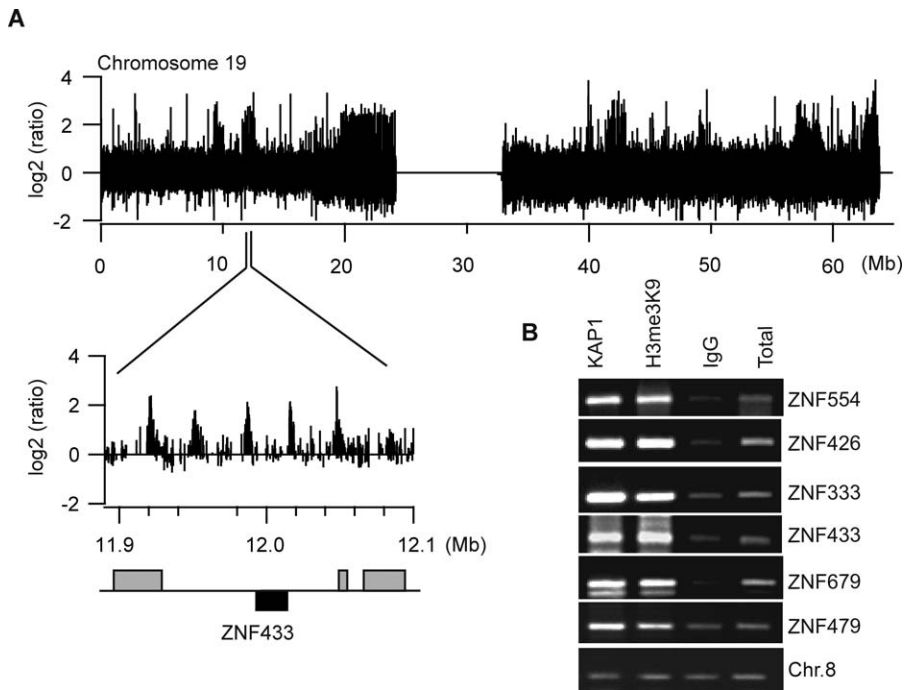 A
Chromosome 19
log2 (ratio)
4
2
0
-2
0 10 20 30 40 50 60 (Mb)
log2 (ratio)
4
2
0
-2
11.9 12.0 12.1 (Mb)
ZNF433
B
KAP1 H3me3K9 IgG Total
ZNF554
ZNF426
ZNF333
ZNF433
ZNF679
ZNF479
Chr.8